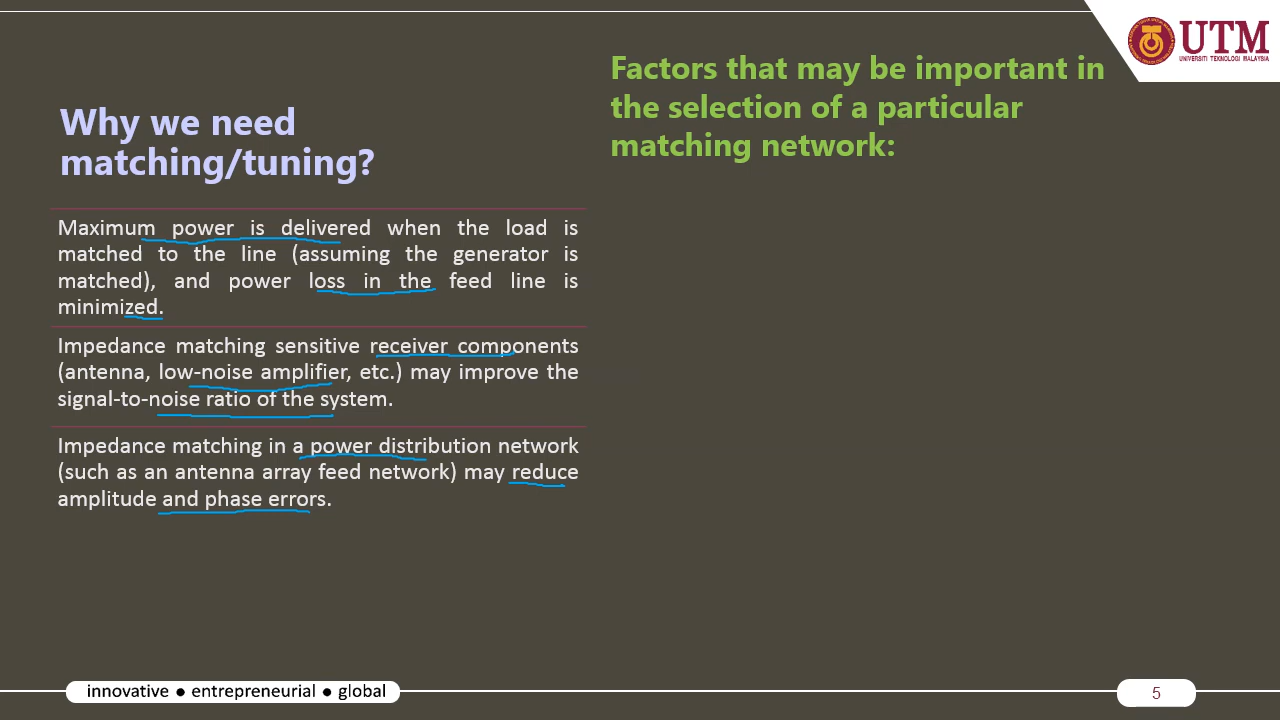 UTM
UNIVERSITI TEKNOLOGI MALAYSIA
Why we need
matching/tuning?
Maximum power is delivered when the load is
matched to the line (assuming the generator is
matched), and power loss in the feed line is
minimized.
Impedance matching sensitive receiver components
(antenna, low-noise amplifier, etc.) may improve the
signal-to-noise ratio of the system.
Impedance matching in a power distribution network
(such as an antenna array feed network) may reduce
amplitude and phase errors.
Factors that may be important in
the selection of a particular
matching network:
innovative ● entrepreneurial ● global
5